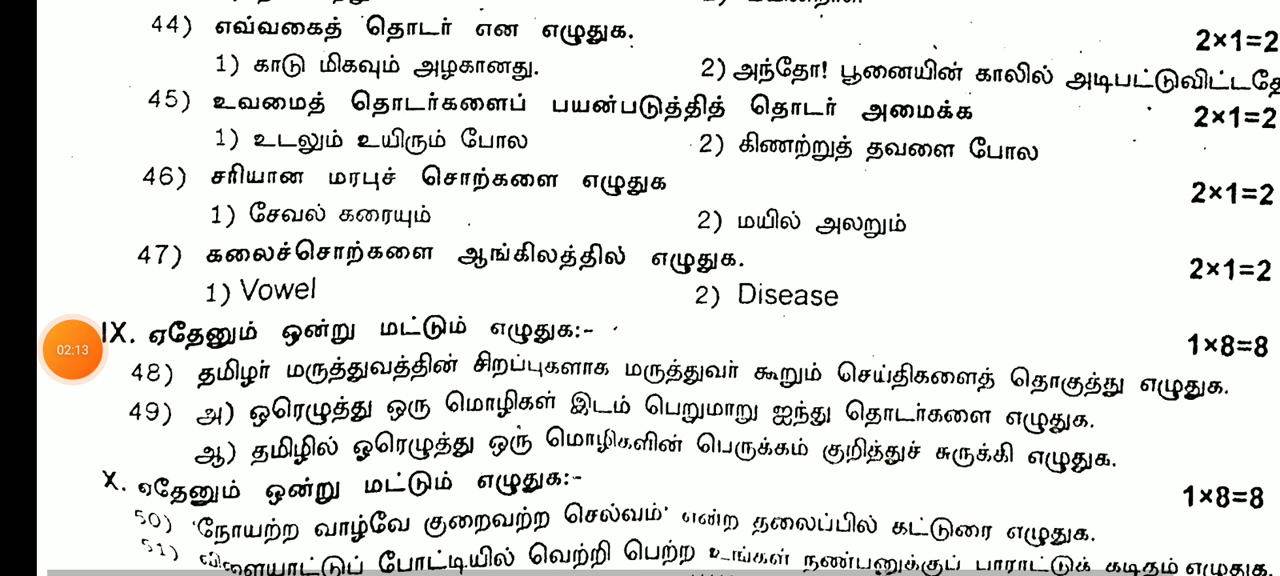 44) எவ்வகைத் தொடர் என எழுதுக. 2×1=2
1) காடு மிகவும் அழகானது. 2) அந்தோ! பூனையின் காலில் அடிபட்டுவிட்டதே
45) உவமைத் தொடர்களைப் பயன்படுத்தித் தொடர் அமைக்க 2×1=2
1) உடலும் உயிரும் போல 2) கிணற்றுத் தவளை போல
46) சரியான மரபுச் சொற்களை எழுதுக 2×1=2
1) சேவல் கரையும் 2) மயில் அலறும்
47) கலைச்சொற்களை ஆங்கிலத்தில் எழுதுக. 2×1=2
1) Vowel 2) Disease
IX. ஏதேனும் ஒன்று மட்டும் எழுதுக:- 1×8=8
02:13
48) தமிழர் மருத்துவத்தின் சிறப்புகளாக மருத்துவர் கூறும் செய்திகளைத் தொகுத்து எழுதுக.
49) அ) ஓரெழுத்து ஒரு மொழிகள் இடம் பெறுமாறு ஐந்து தொடர்களை எழுதுக.
ஆ) தமிழில் ஓரெழுத்து ஒரு மொழிகளின் பெருக்கம் குறித்துச் சுருக்கி எழுதுக.
X. ஏதேனும் ஒன்று மட்டும் எழுதுக:- 1×8=8
50) 'நோயற்ற வாழ்வே குறைவற்ற செல்வம்' என்ற தலைப்பில் கட்டுரை எழுதுக.
51) விளையாட்டுப் போட்டியில் வெற்றி பெற்ற உங்கள் நண்பனுக்குப் பாராட்டுக் கடிதம் எழுதுக.